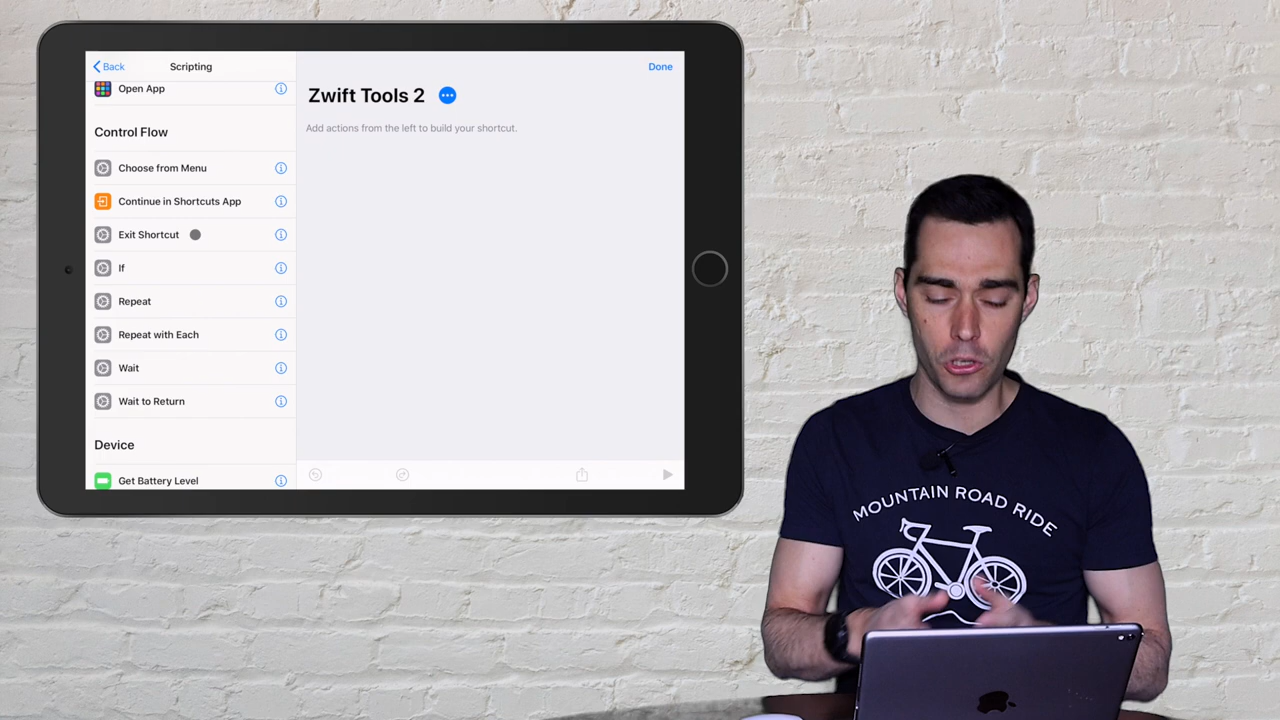 Back
Scripting
Done
Open App
Zwift Tools 2
Add actions from the left to build your shortcut.
Control Flow
Choose from Menu
Continue in Shortcuts App
Exit Shortcut
If
Repeat
Repeat with Each
Wait
Wait to Return
Device
Get Battery Level
MOUNTAIN ROAD RIDE